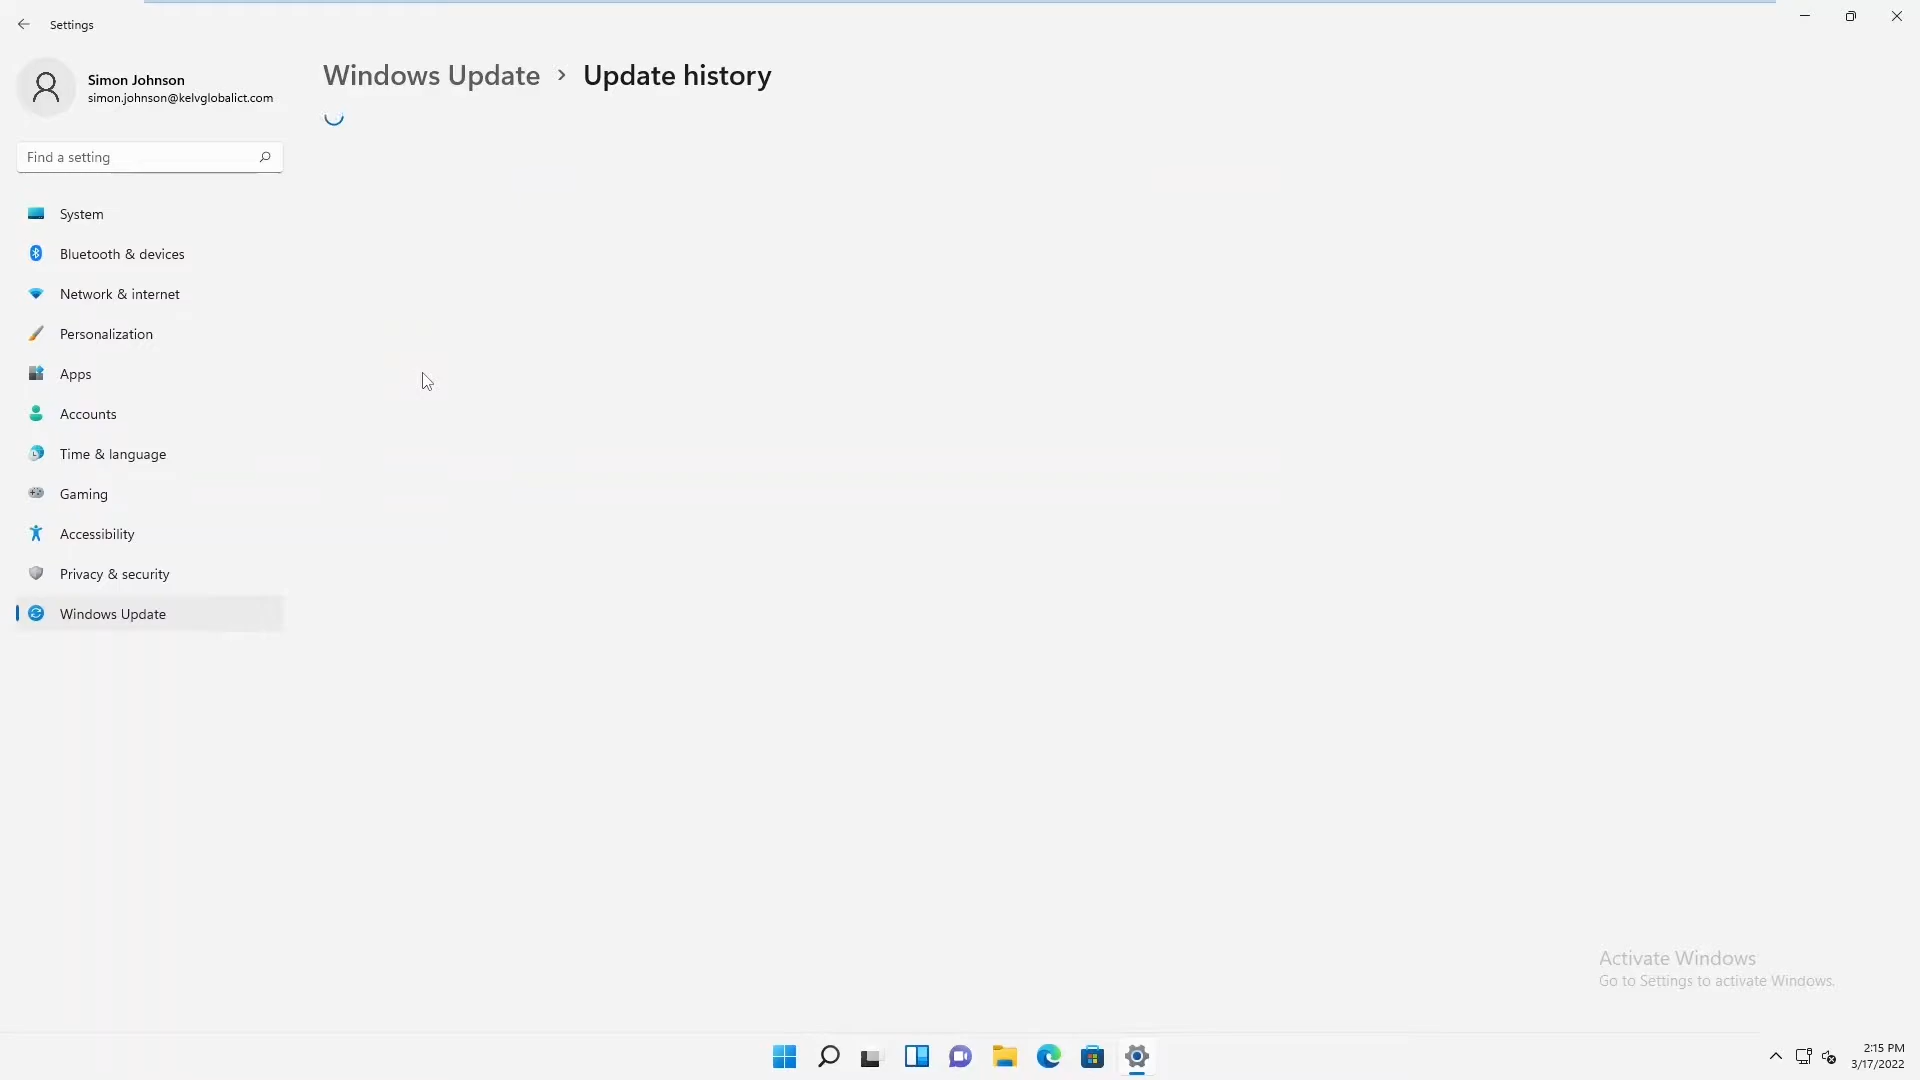 Settings
Simon Johnson
simon.johnson@kelvglobalict.com
Find a setting
System
Bluetooth & devices
Network & internet
Personalization
Apps
Accounts
Time & language
Gaming
Accessibility
Privacy & security
Windows Update
Windows Update > Update history
Activate Windows
Go to Settings to activate Windows.
2:15 PM
3/17/2022